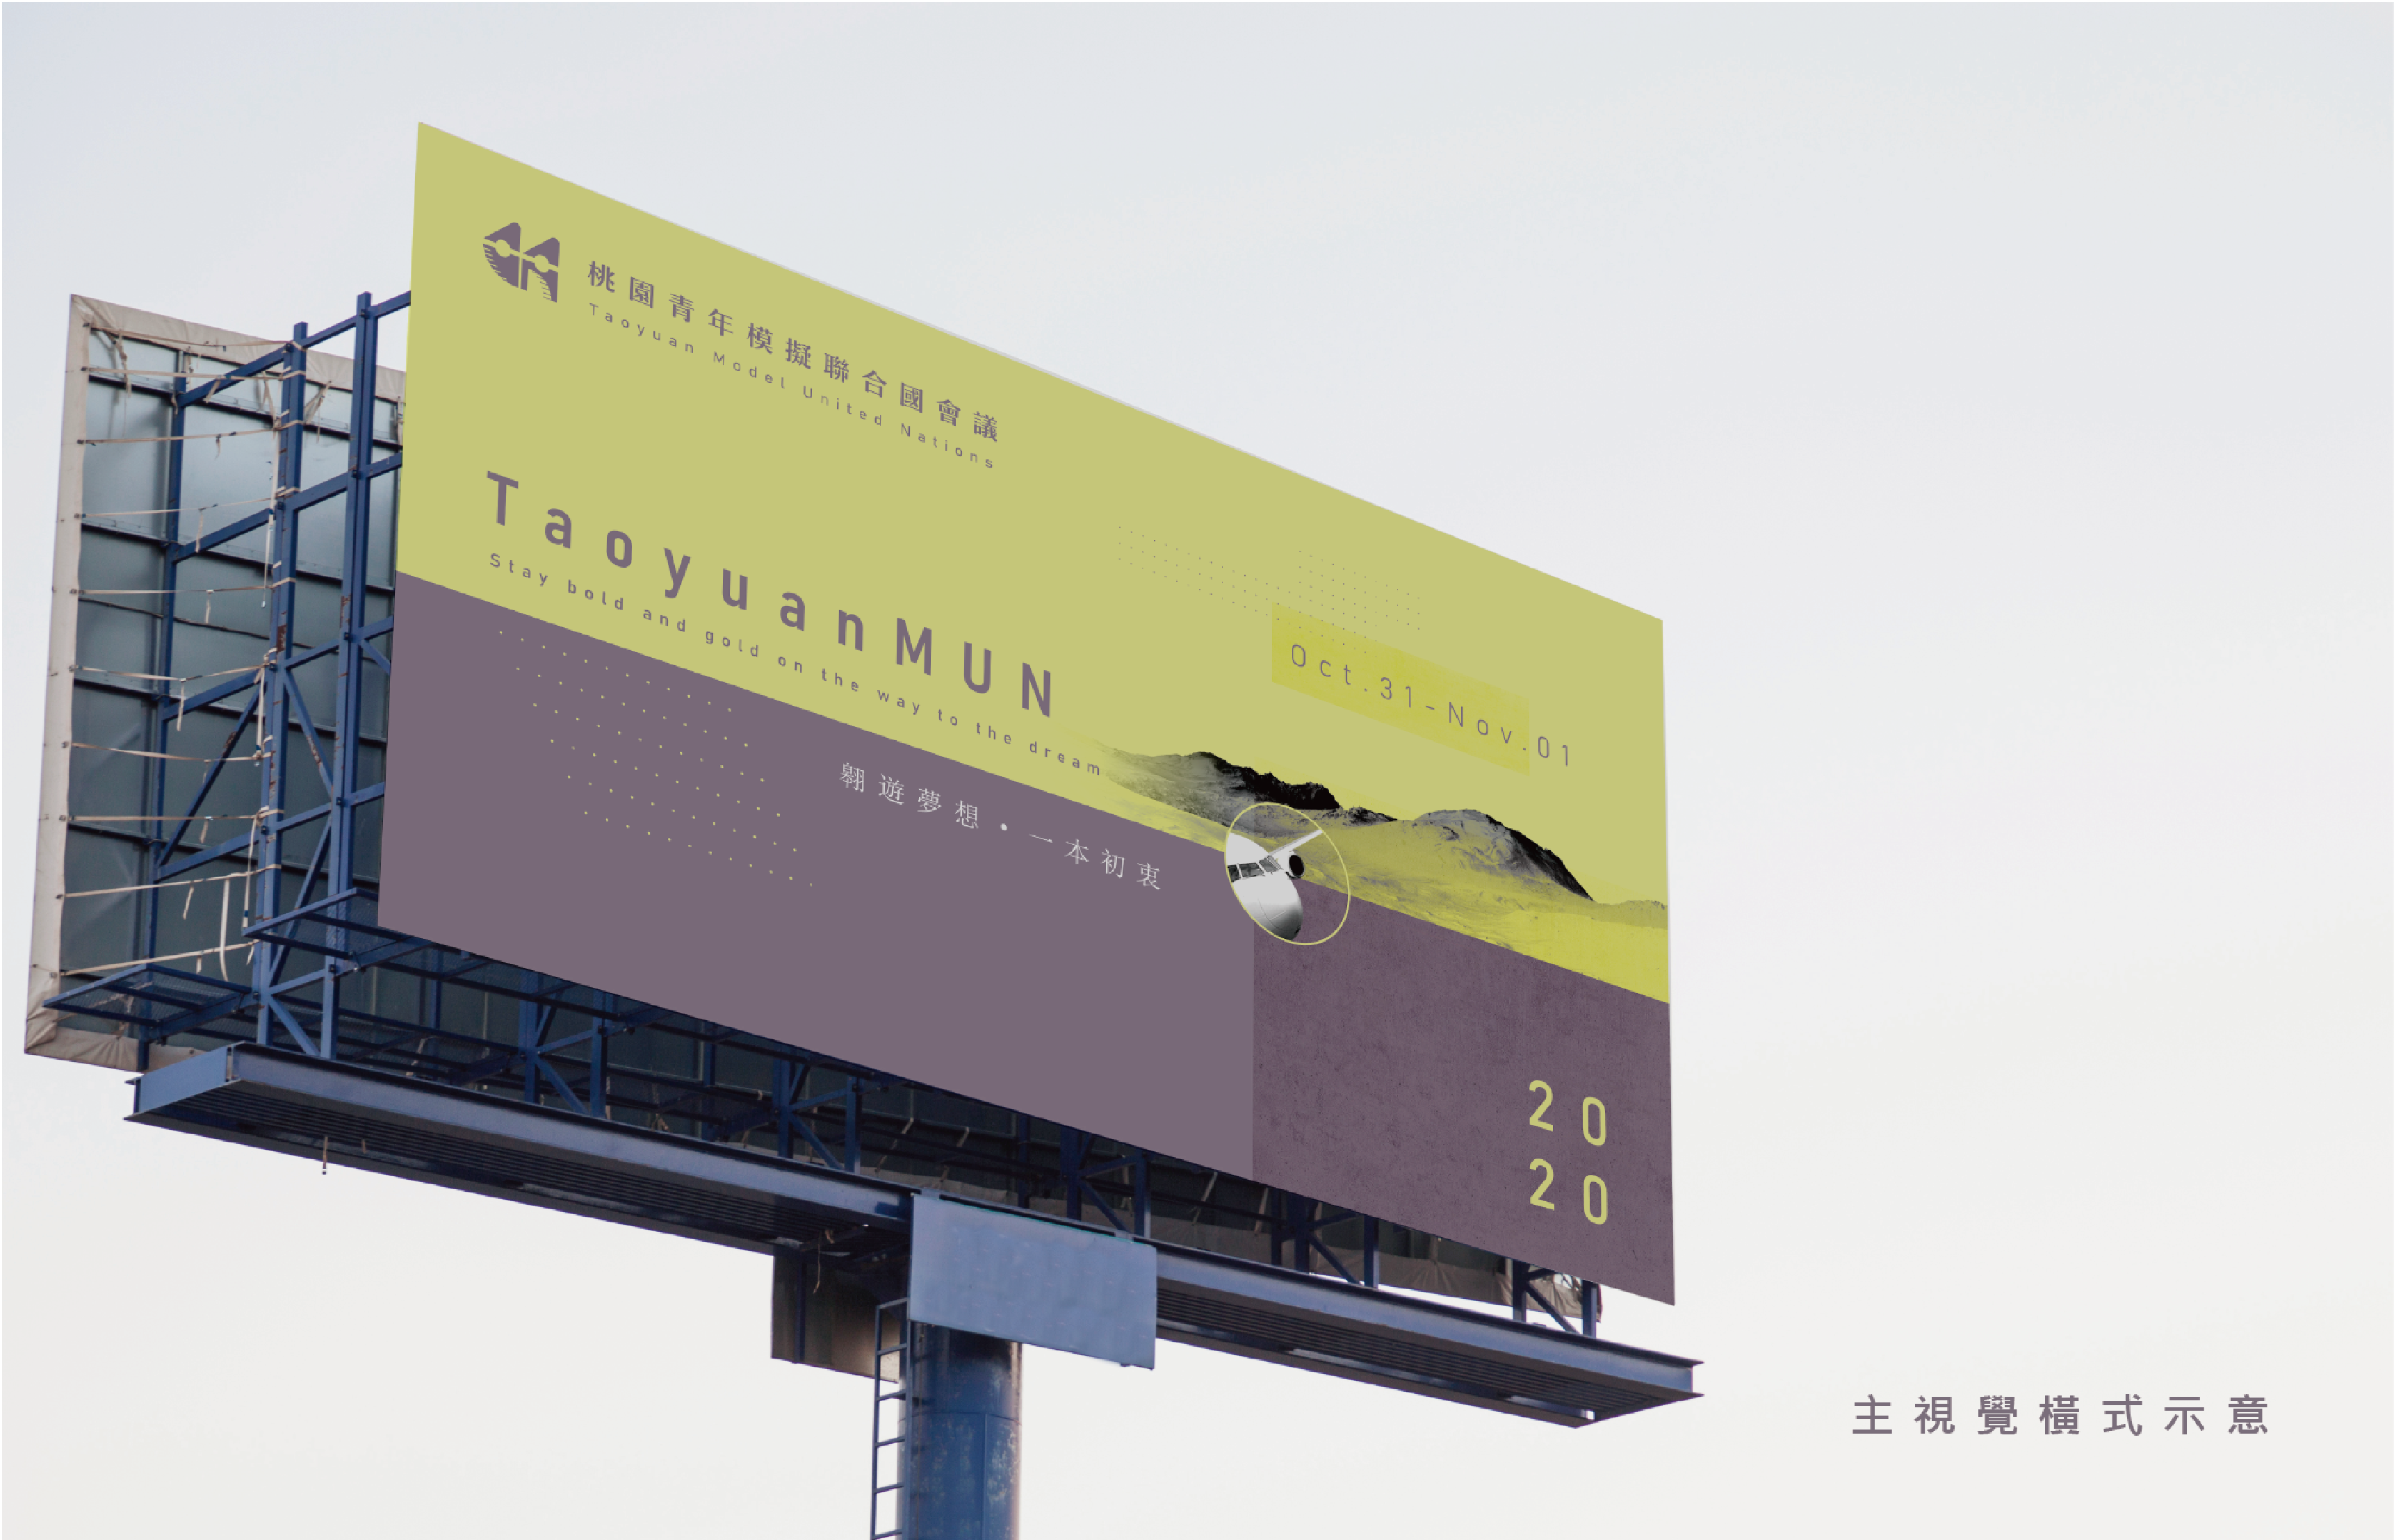 桃園青年模擬聯合國會議
Taoyuan Model United Nations
TaoyuanMUN
Stay bold and gold on the way to the dream
Oct.31-Nov.01
翱遊夢想・一本初衷
20
20
主視覺橫式示意